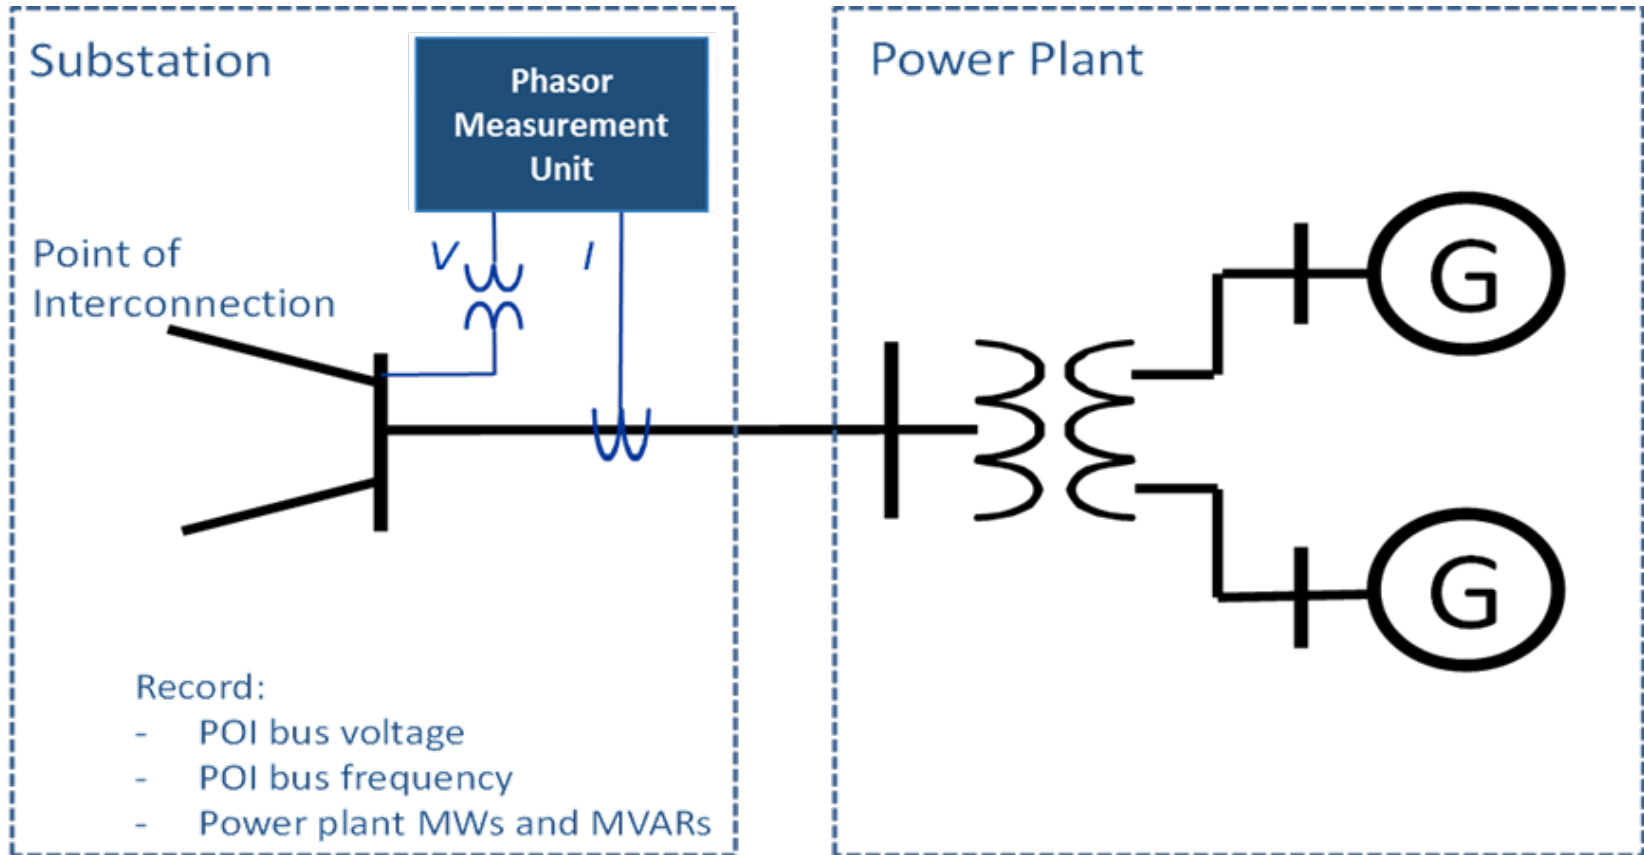 Substation
Phasor
Measurement
Unit
Power Plant
Point of
Interconnection
V
I
G
G
Record:
- POI bus voltage
- POI bus frequency
- Power plant MWs and MVARs